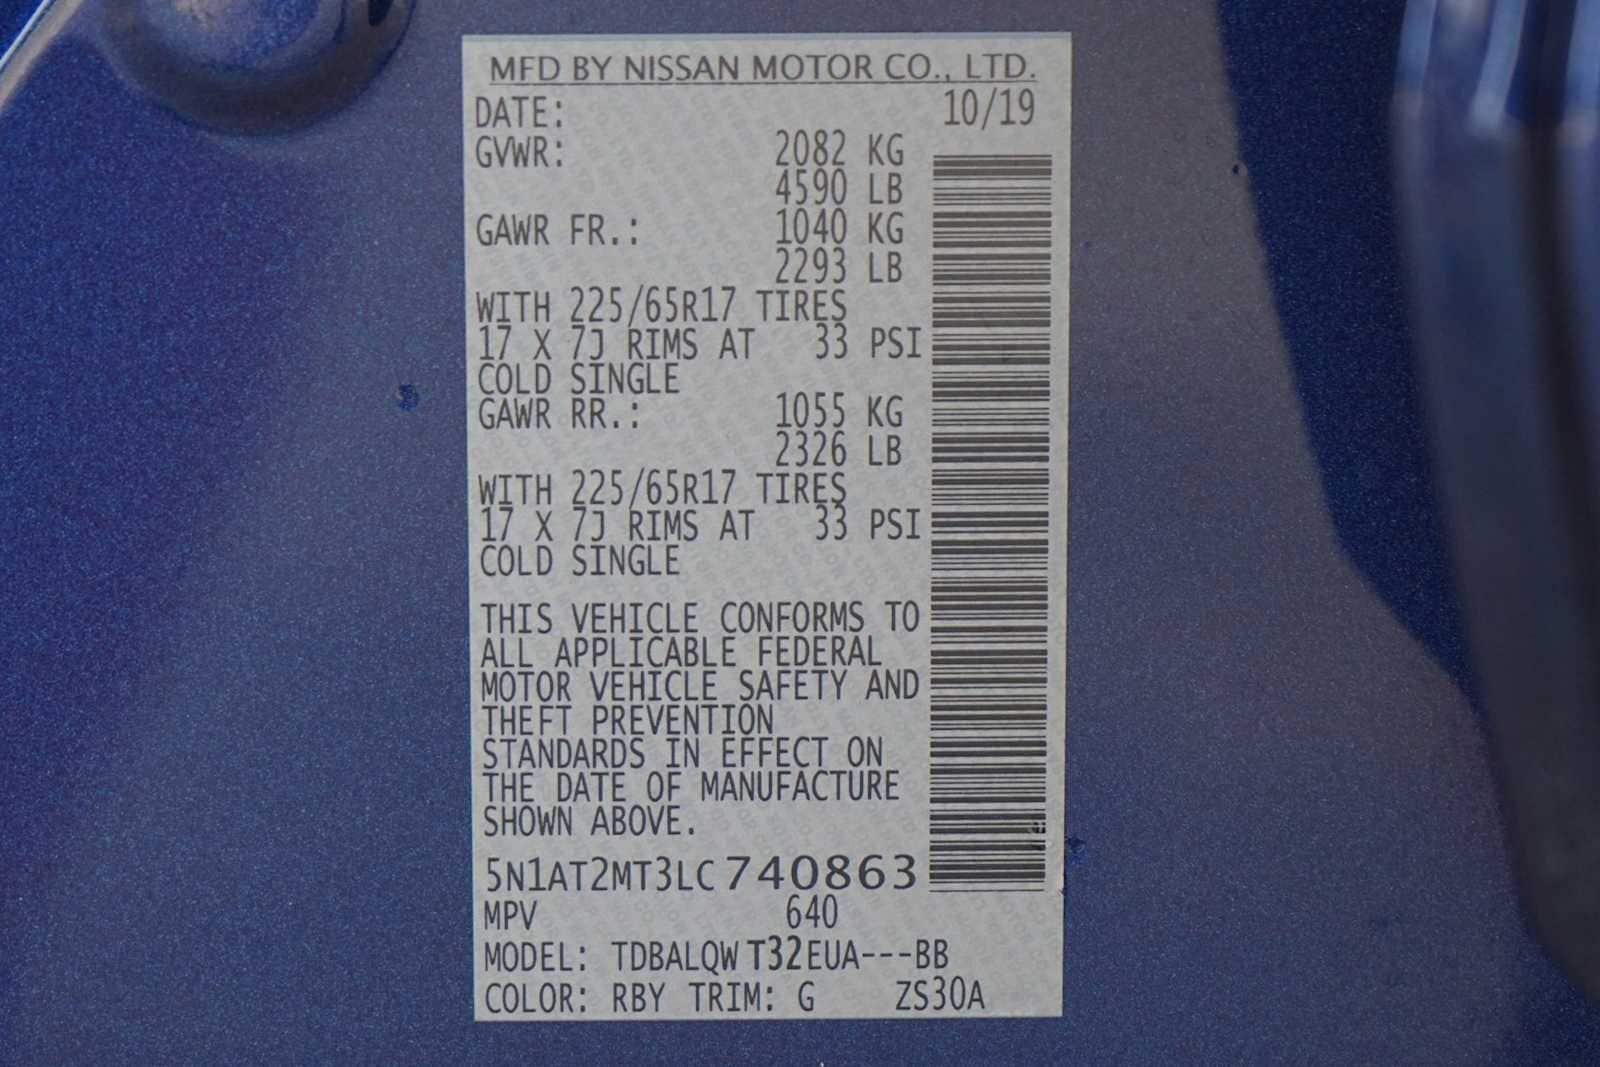 MFD BY NISSAN MOTOR CO., LTD.
DATE: 10/19
GVWR: 2082 KG
4590 LB
GAWR FR.: 1040 KG
2293 LB
WITH 225/65R17 TIRES
17 X 7J RIMS AT 33 PSI
COLD SINGLE
GAWR RR.: 1055 KG
2326 LB
WITH 225/65R17 TIRES
17 X 7J RIMS AT 33 PSI
COLD SINGLE
THIS VEHICLE CONFORMS TO
ALL APPLICABLE FEDERAL
MOTOR VEHICLE SAFETY AND
THEFT PREVENTION
STANDARDS IN EFFECT ON
THE DATE OF MANUFACTURE
SHOWN ABOVE.
5N1AT2MT3LC740863
MPV 640
MODEL: TDBALQW T32EUA---BB
COLOR: RBY TRIM: G ZS30A